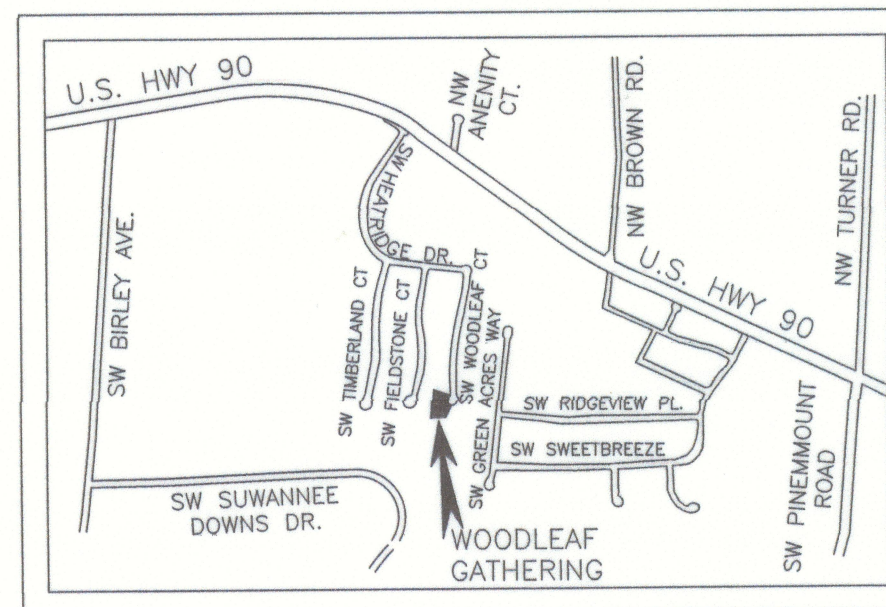 U.S. HWY 90
NW
ANENITY
CT.
NW BROWN RD.
NW TURNER RD.
SW HEATRIDGE DR.
U.S. HWY 90
SW BIRLEY AVE.
SW TIMBERLAND CT
SW FIELDSTONE CT
SW WOODLEAF CT
SW GREEN ACRES WAY
SW RIDGEVIEW PL.
SW SWEETBREEZE
SW PINEMMOUNT
ROAD
SW SUWANNEE
DOWNS DR.
WOODLEAF
GATHERING